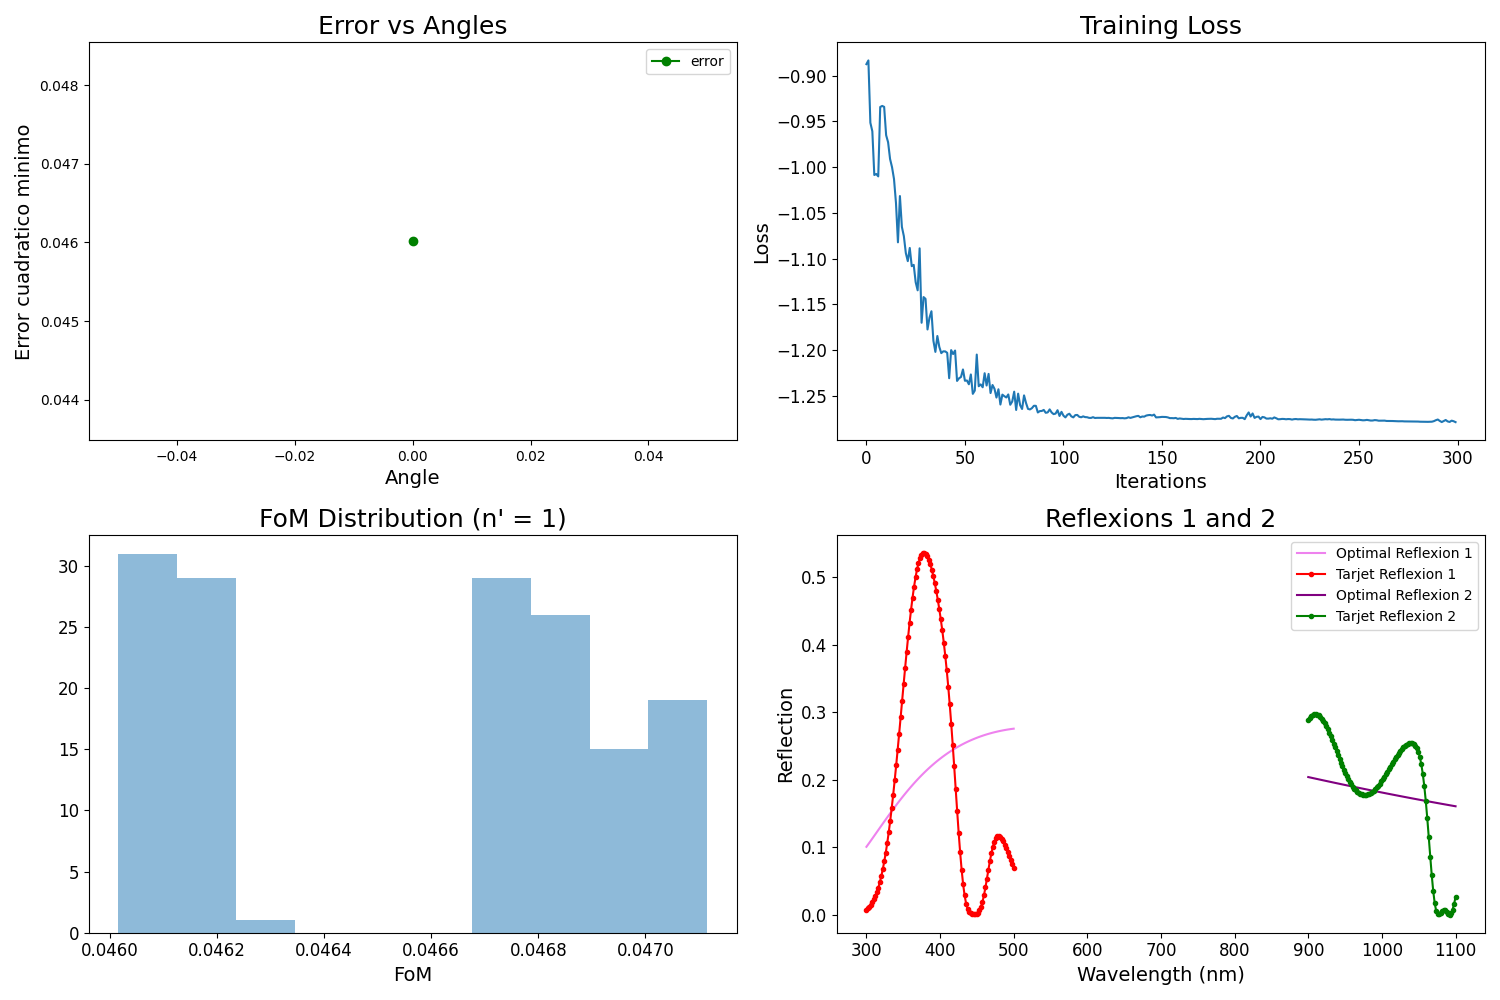 Error vs Angles
Error cuadratico minimo
0.048
0.047
0.046
0.045
0.044
error
−0.04 −0.02 0.00 0.02 0.04
Angle
Training Loss
Loss
−0.90
−0.95
−1.00
−1.05
−1.10
−1.15
−1.20
−1.25
0 50 100 150 200 250 300
Iterations
FoM Distribution (n' = 1)
30
25
20
15
10
5
0
0.0460 0.0462 0.0464 0.0466 0.0468 0.0470
FoM
Reflexions 1 and 2
Reflection
0.5
0.4
0.3
0.2
0.1
0.0
Optimal Reflexion 1
Tarjet Reflexion 1
Optimal Reflexion 2
Tarjet Reflexion 2
300 400 500 600 700 800 900 1000 1100
Wavelength (nm)